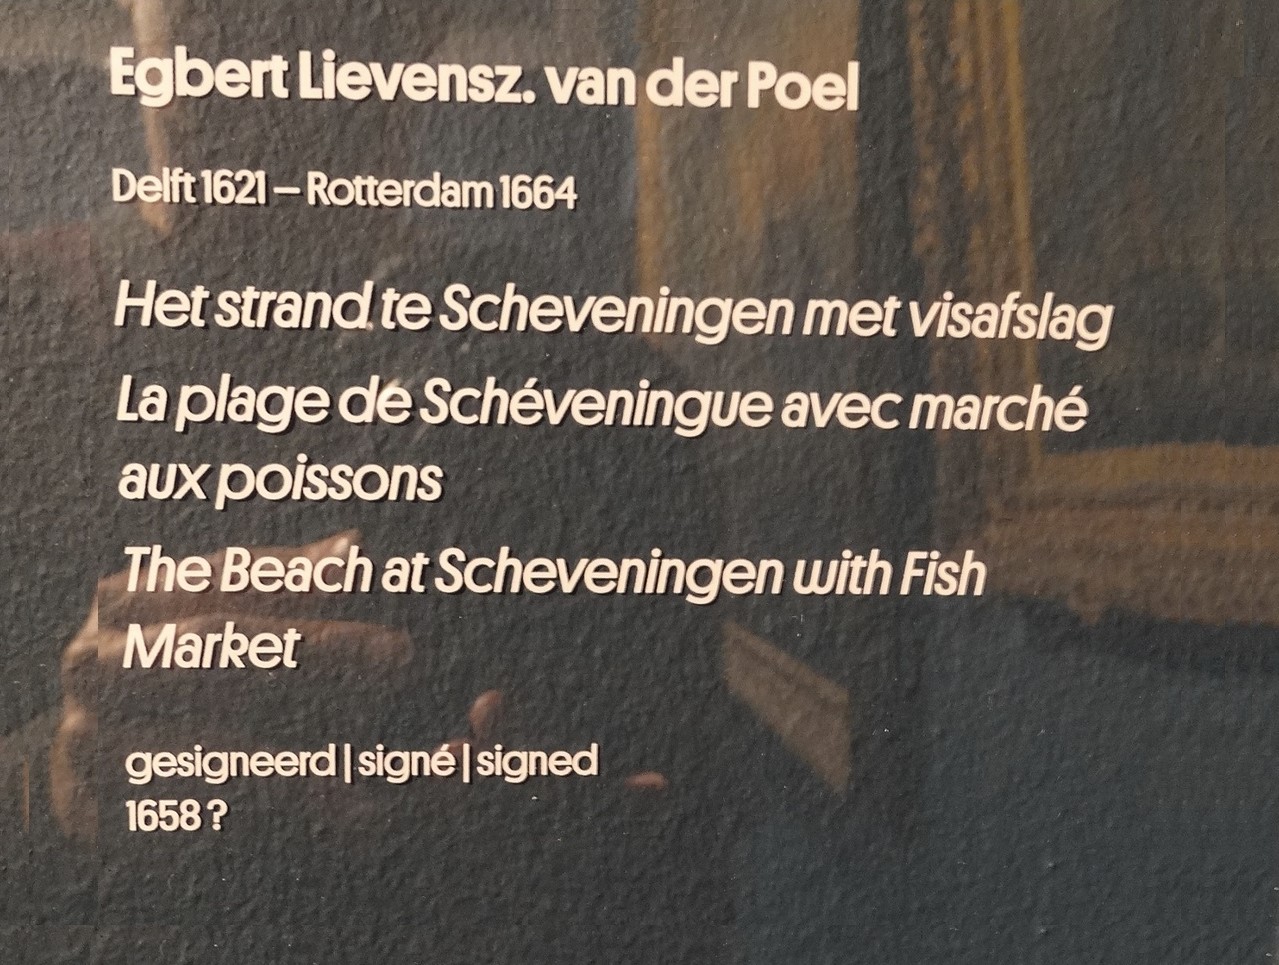 Egbert Lievensz. van der Poel
Delft 1621 – Rotterdam 1664
Het strand te Scheveningen met visafslag
La plage de Schéveningue avec marché
aux poissons
The Beach at Scheveningen with Fish
Market
gesigneerd | signé | signed
1658 ?